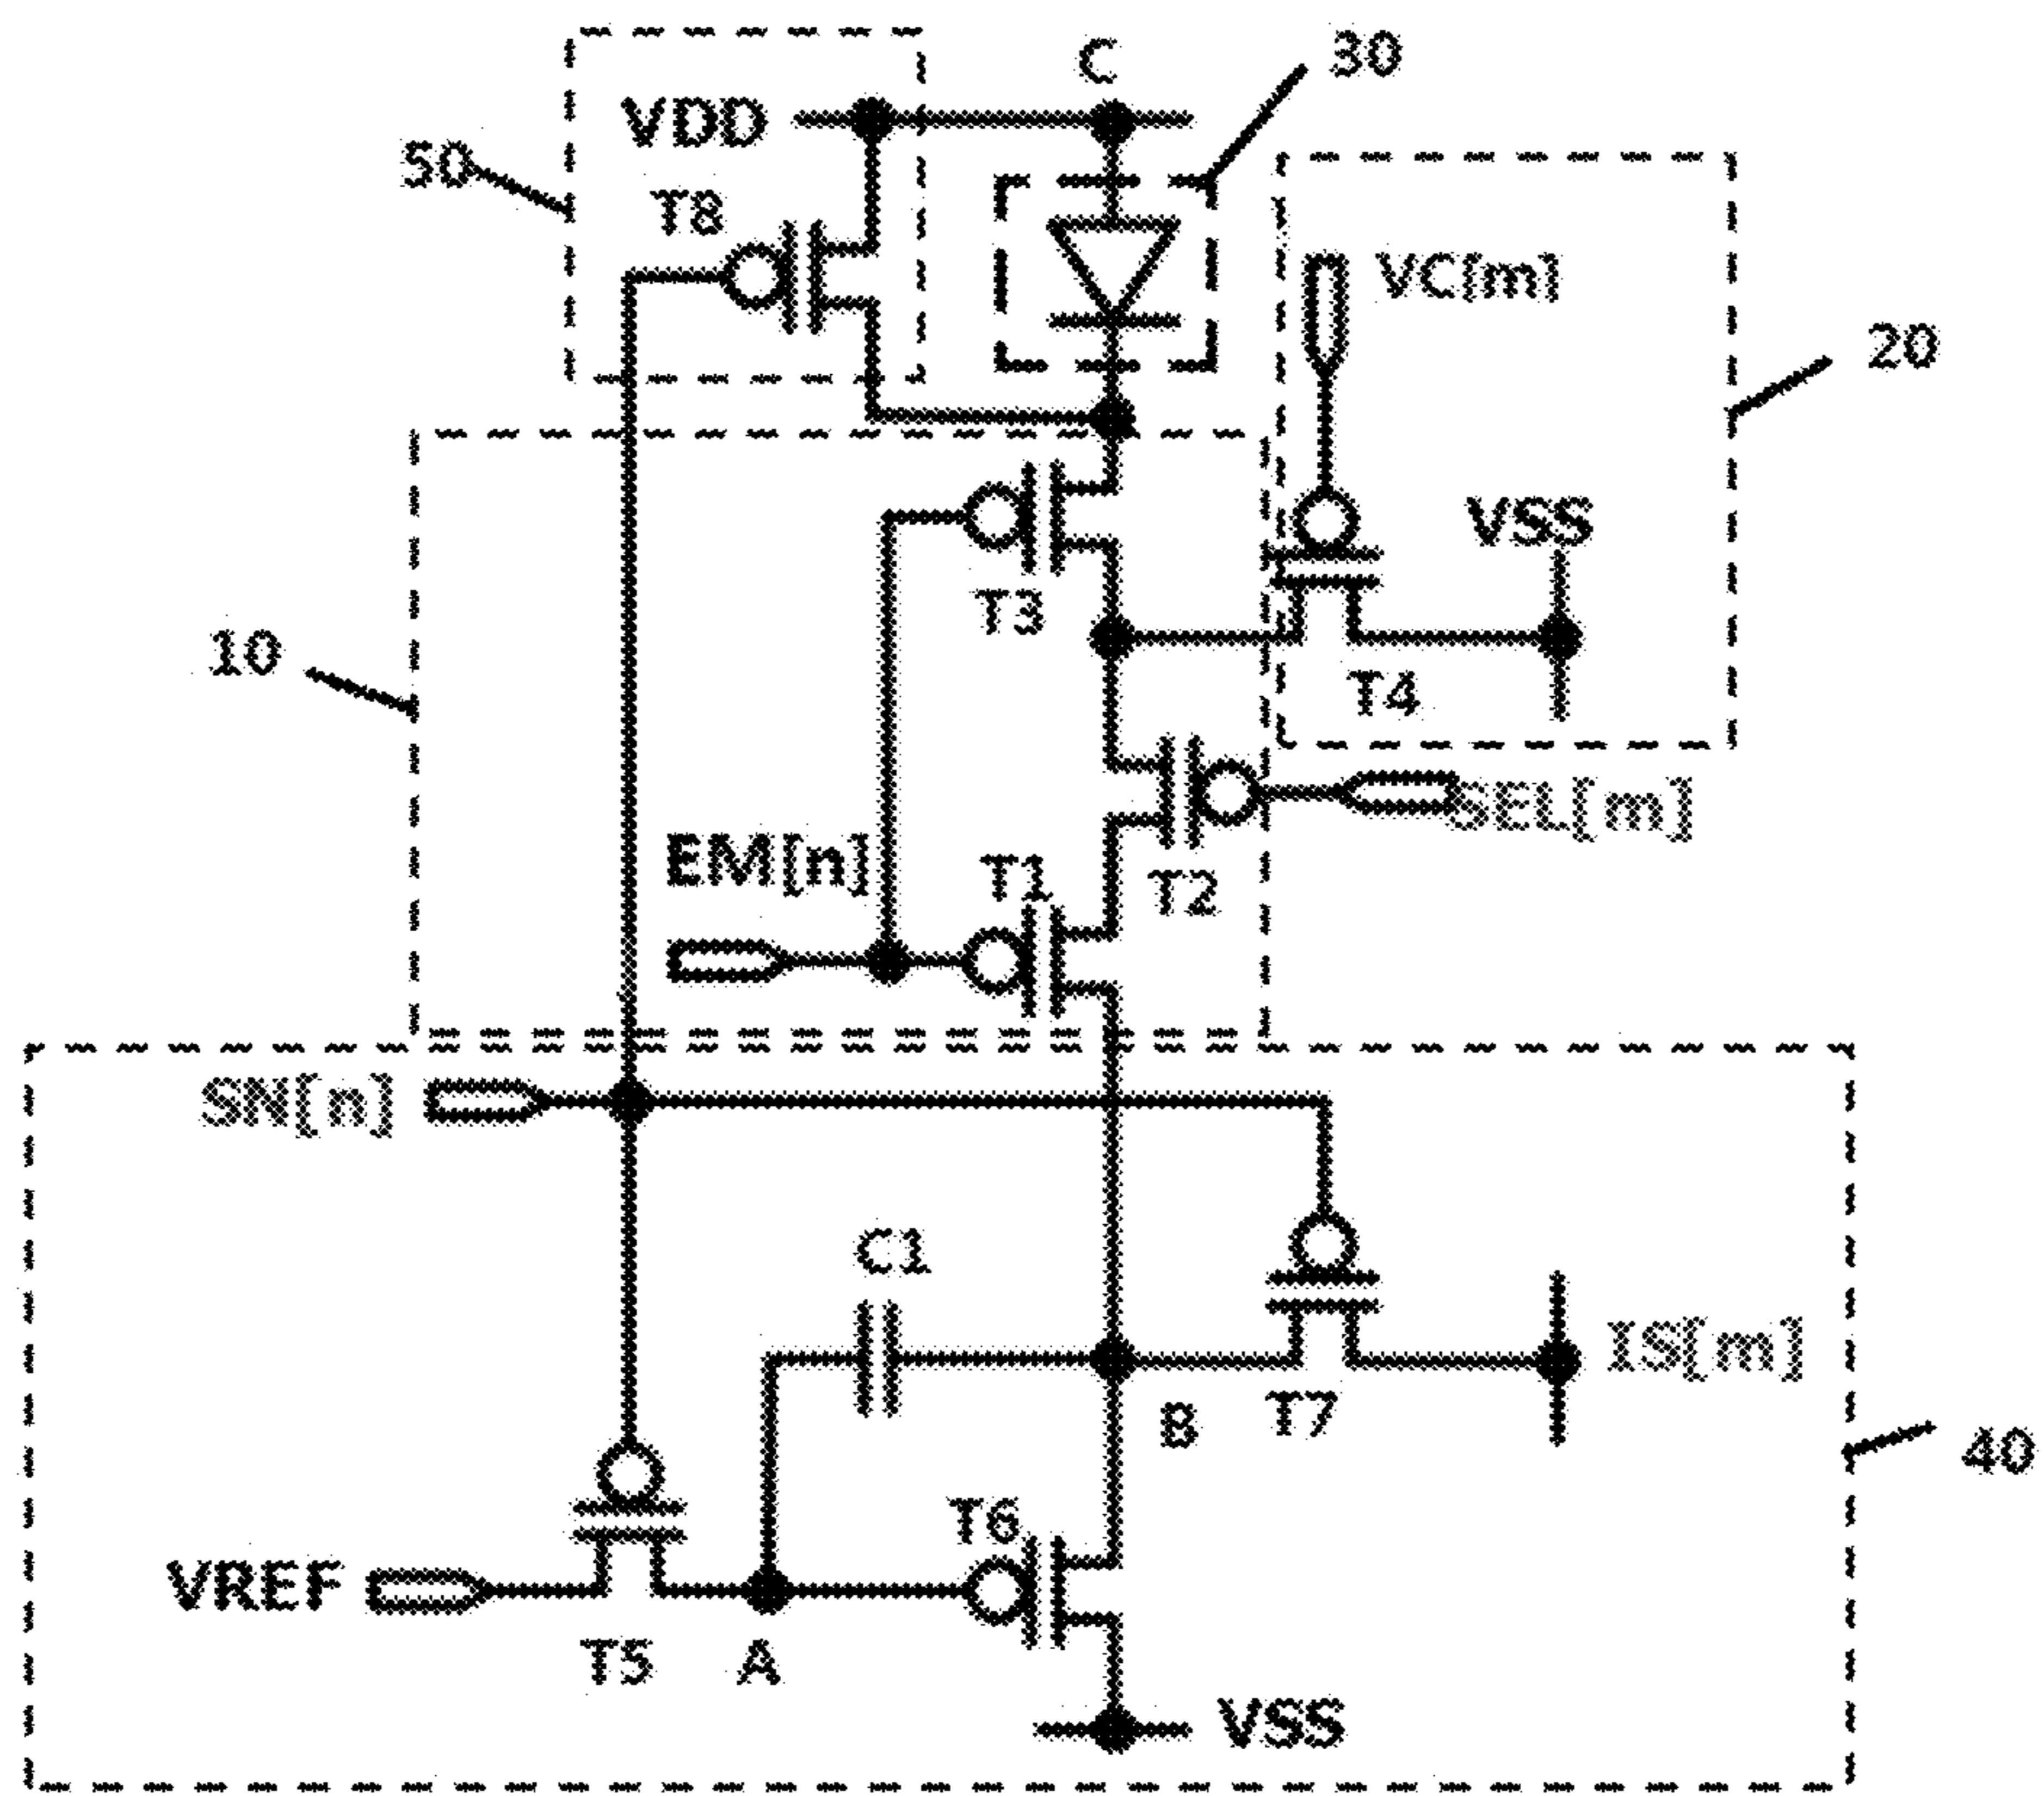 C
30
VDD
50
T8
VC[m]
20
VSS
T3
10
T4
SEL[m]
EM[n]
T1
T2
SN[n]
C1
IS[m]
B
T7
40
T6
VREF
T5
A
VSS